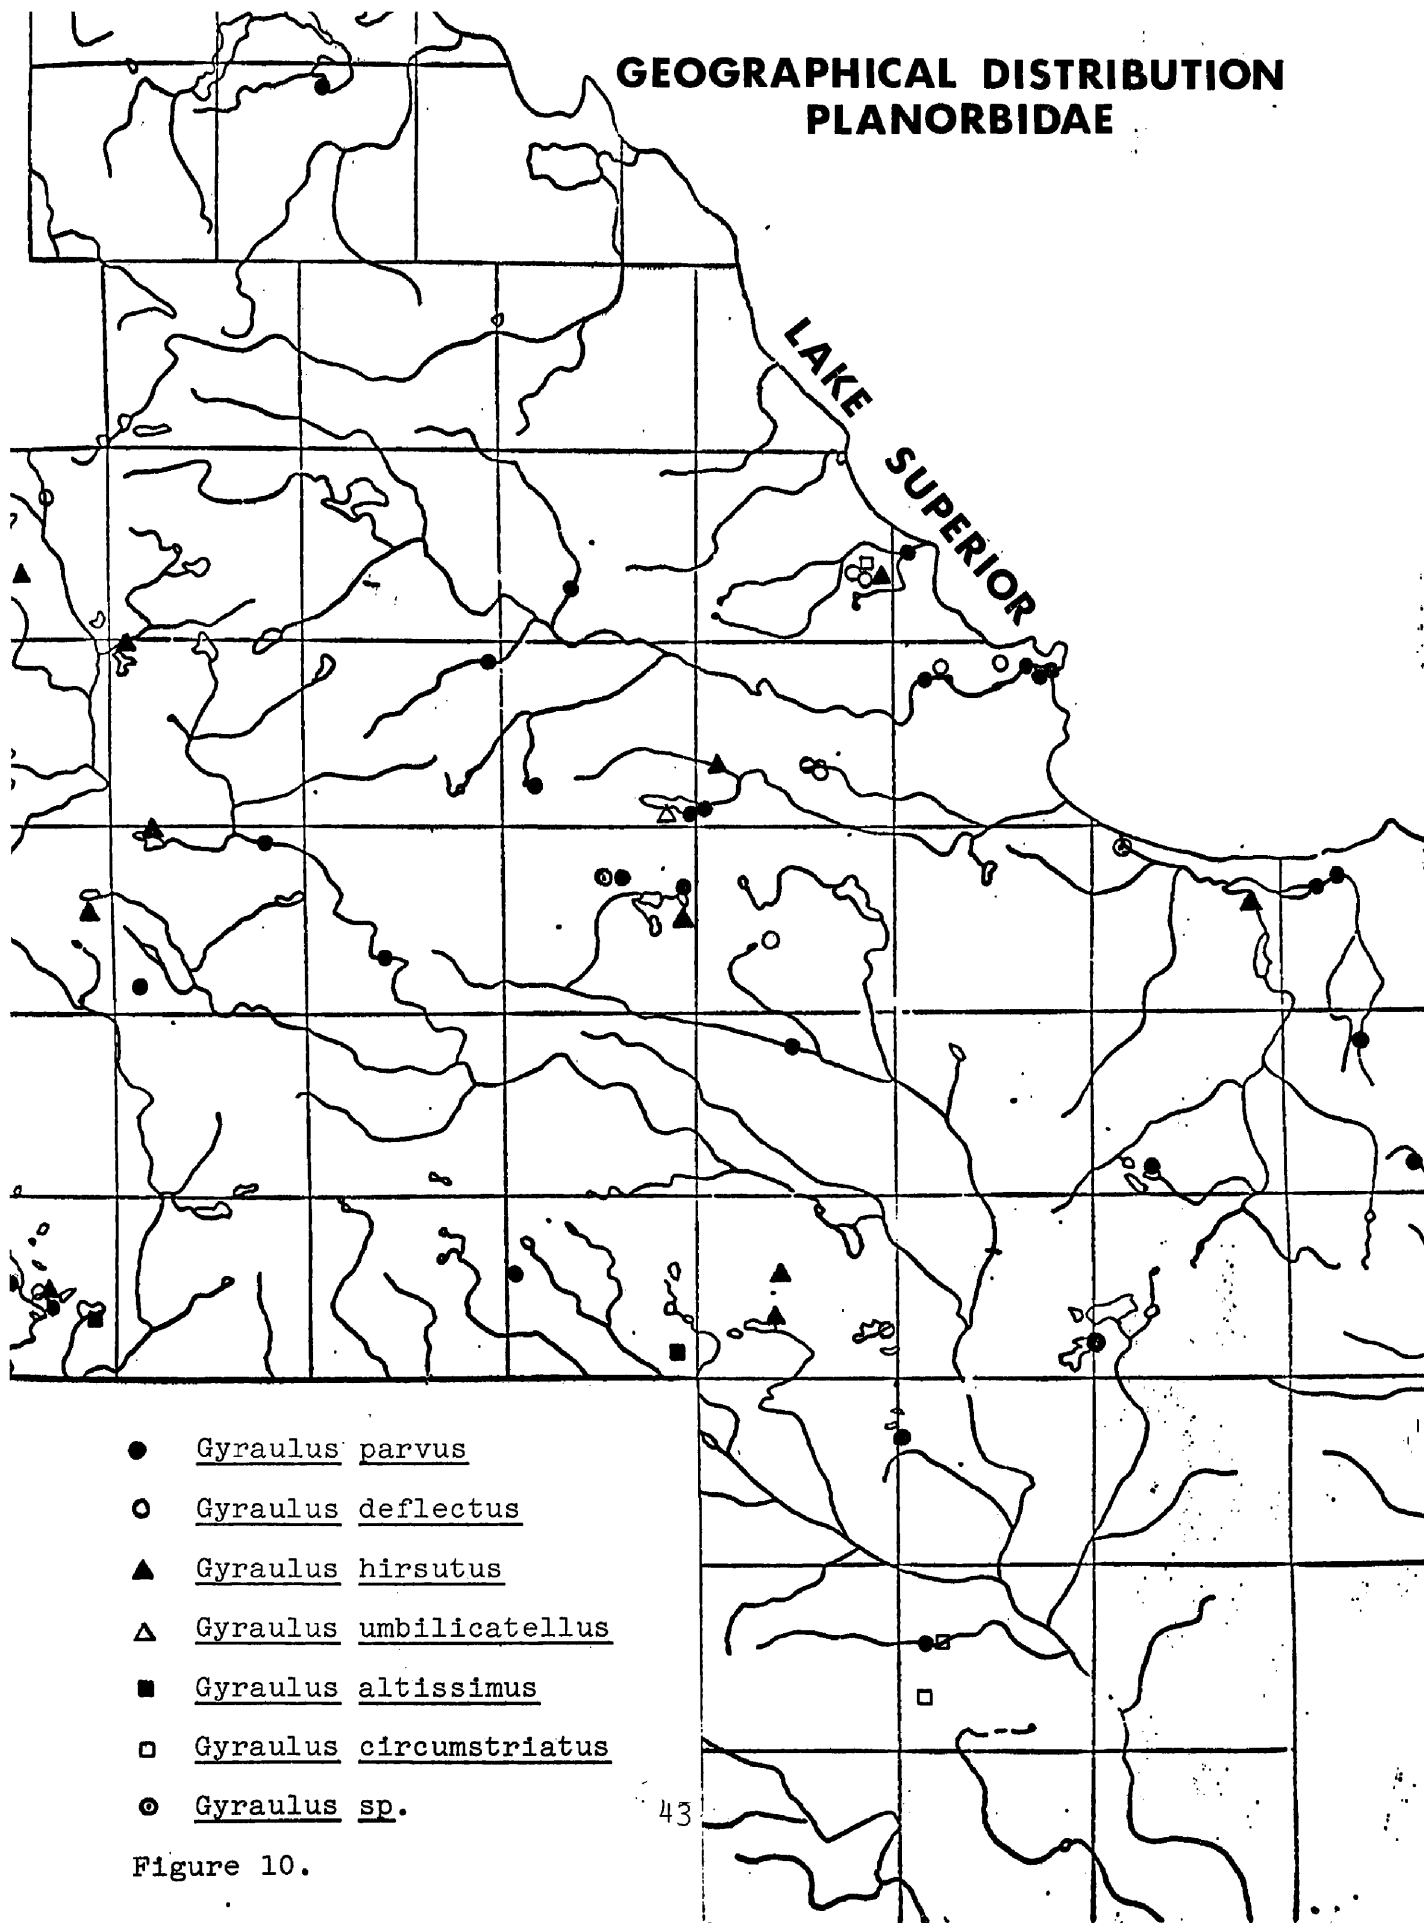 GEOGRAPHICAL DISTRIBUTION
PLANORBIDAE
LAKE SUPERIOR
Gyraulus parvus
Gyraulus deflectus
Gyraulus hirsutus
Gyraulus umbilicatellus
Gyraulus altissimus
Gyraulus circumstriatus
Gyraulus sp.
43
Figure 10.